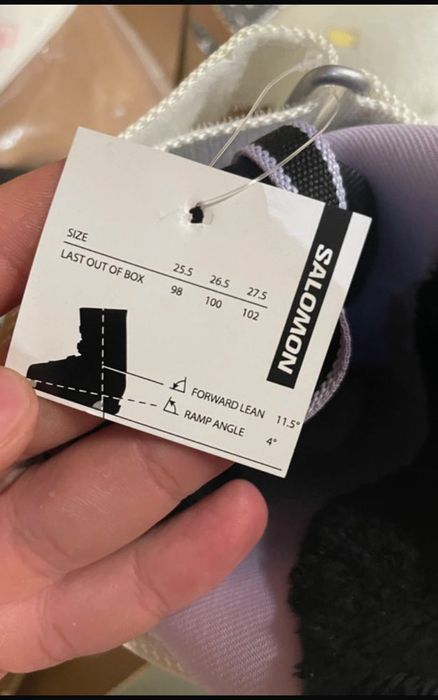 SIZE 25.5 26.5 27.5
LAST OUT OF BOX 98 100 102
SALOMON
FORWARD LEAN 11.5°
RAMP ANGLE 4°